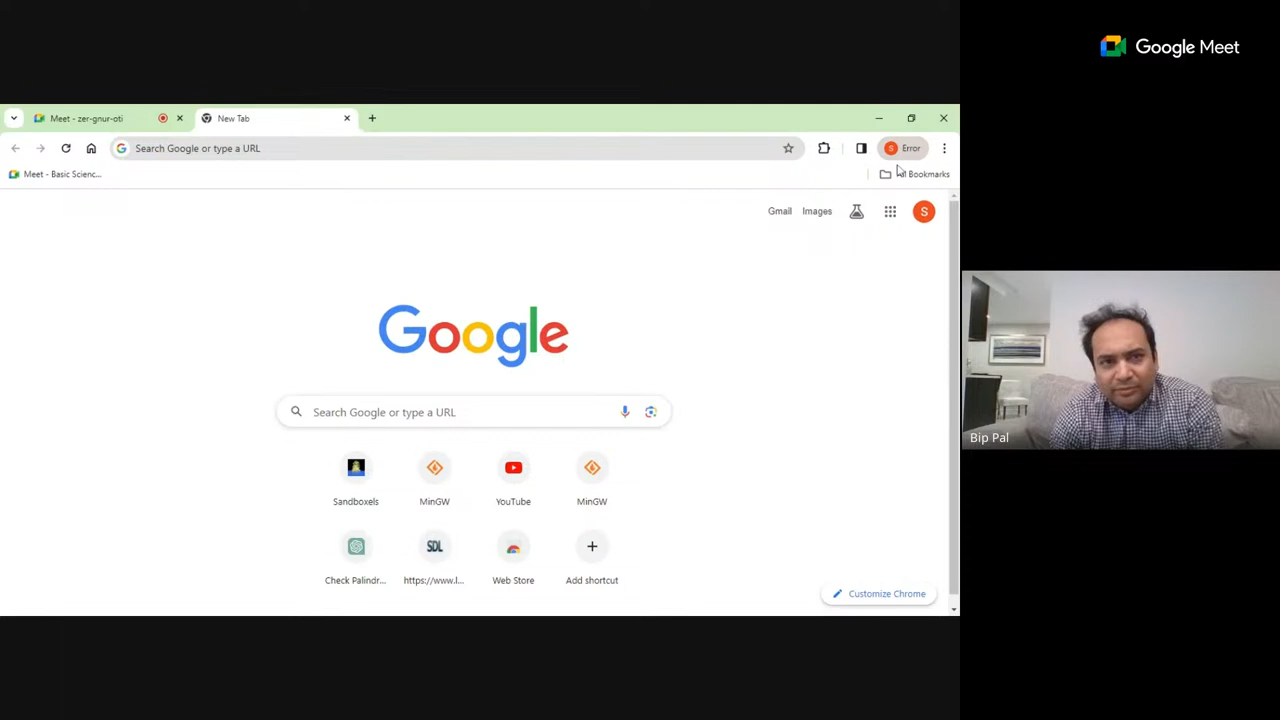 Google Meet
Meet - zer-gnur-oti
New Tab
Search Google or type a URL
S Error
Meet - Basic Scienc...
All Bookmarks
Gmail Images
S
Google
Search Google or type a URL
Sandboxels MinGW YouTube MinGW
SDL
Check Palindr... https://www.l... Web Store Add shortcut
Customize Chrome
Bip Pal